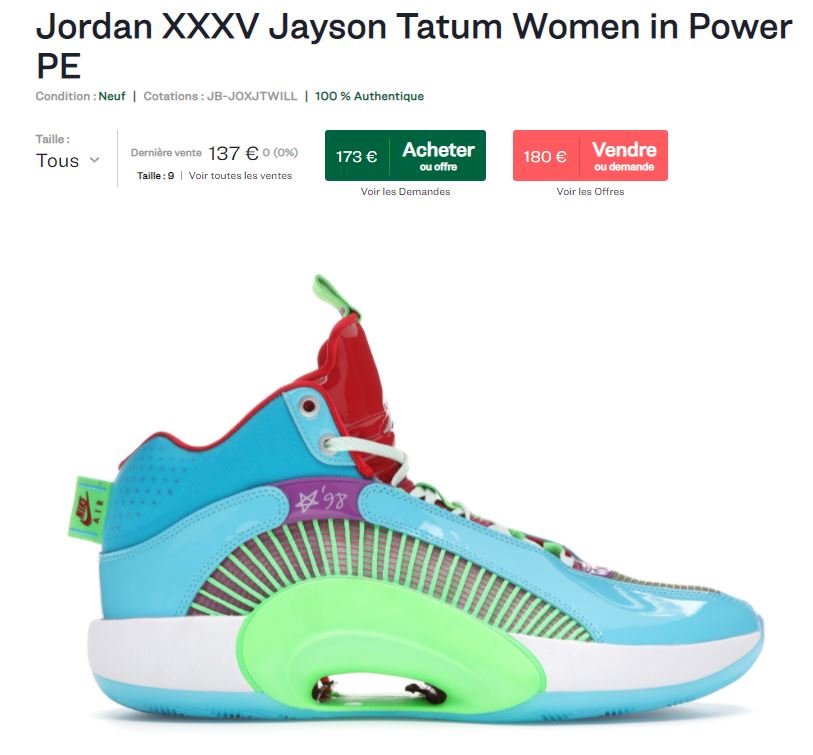 Jordan XXXV Jayson Tatum Women in Power
PE
Condition : Neuf | Cotations : JB-JOXJTWILL | 100 % Authentique
Taille :
Tous
Dernière vente 137 € 0 (0%)
Taille : 9 | Voir toutes les ventes
173 € Acheter
ou offre
Voir les Demandes
180 € Vendre
ou demande
Voir les Offres
'98
NIKE
AIR